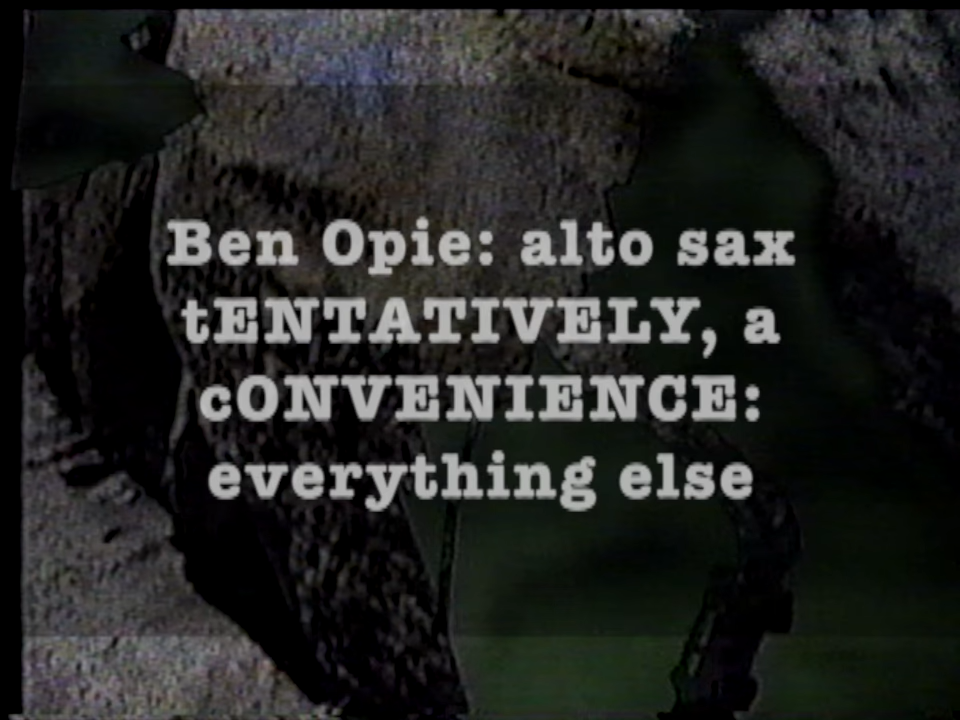 Ben Opie: alto sax
tENTATIVELY, a
cONVENIENCE:
everything else